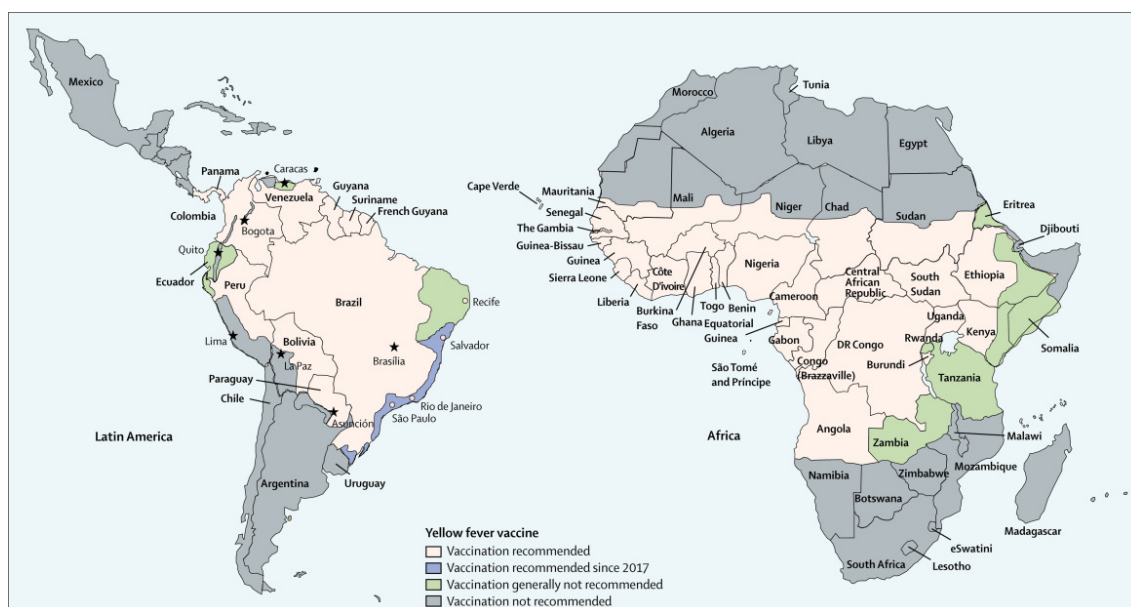 Mexico
Panama
Caracas
Venezuela
Guyana
Suriname
French Guyana
Colombia
Bogota
Quito
Ecuador
Peru
Brazil
Recife
Lima
Bolivia
La Paz
Brasília
Salvador
Paraguay
Chile
Rio de Janeiro
São Paulo
Asunción
Latin America
Argentina
Uruguay
Morocco
Tunia
Algeria
Libya
Egypt
Cape Verde
Mauritania
Mali
Niger
Chad
Sudan
Eritrea
Senegal
The Gambia
Djibouti
Guinea-Bissau
Guinea
Sierra Leone
Liberia
Côte
D'ivoire
Burkina
Faso
Ghana
Togo
Benin
Nigeria
Cameroon
Central
African
Republic
South
Sudan
Ethiopia
Equatorial
Guinea
Gabon
São Tomé
and Príncipe
Congo
(Brazzaville)
DR Congo
Uganda
Kenya
Rwanda
Burundi
Somalia
Tanzania
Africa
Angola
Zambia
Malawi
Mozambique
Namibia
Zimbabwe
Botswana
Madagascar
eSwatini
South Africa
Lesotho
Yellow fever vaccine
Vaccination recommended
Vaccination recommended since 2017
Vaccination generally not recommended
Vaccination not recommended